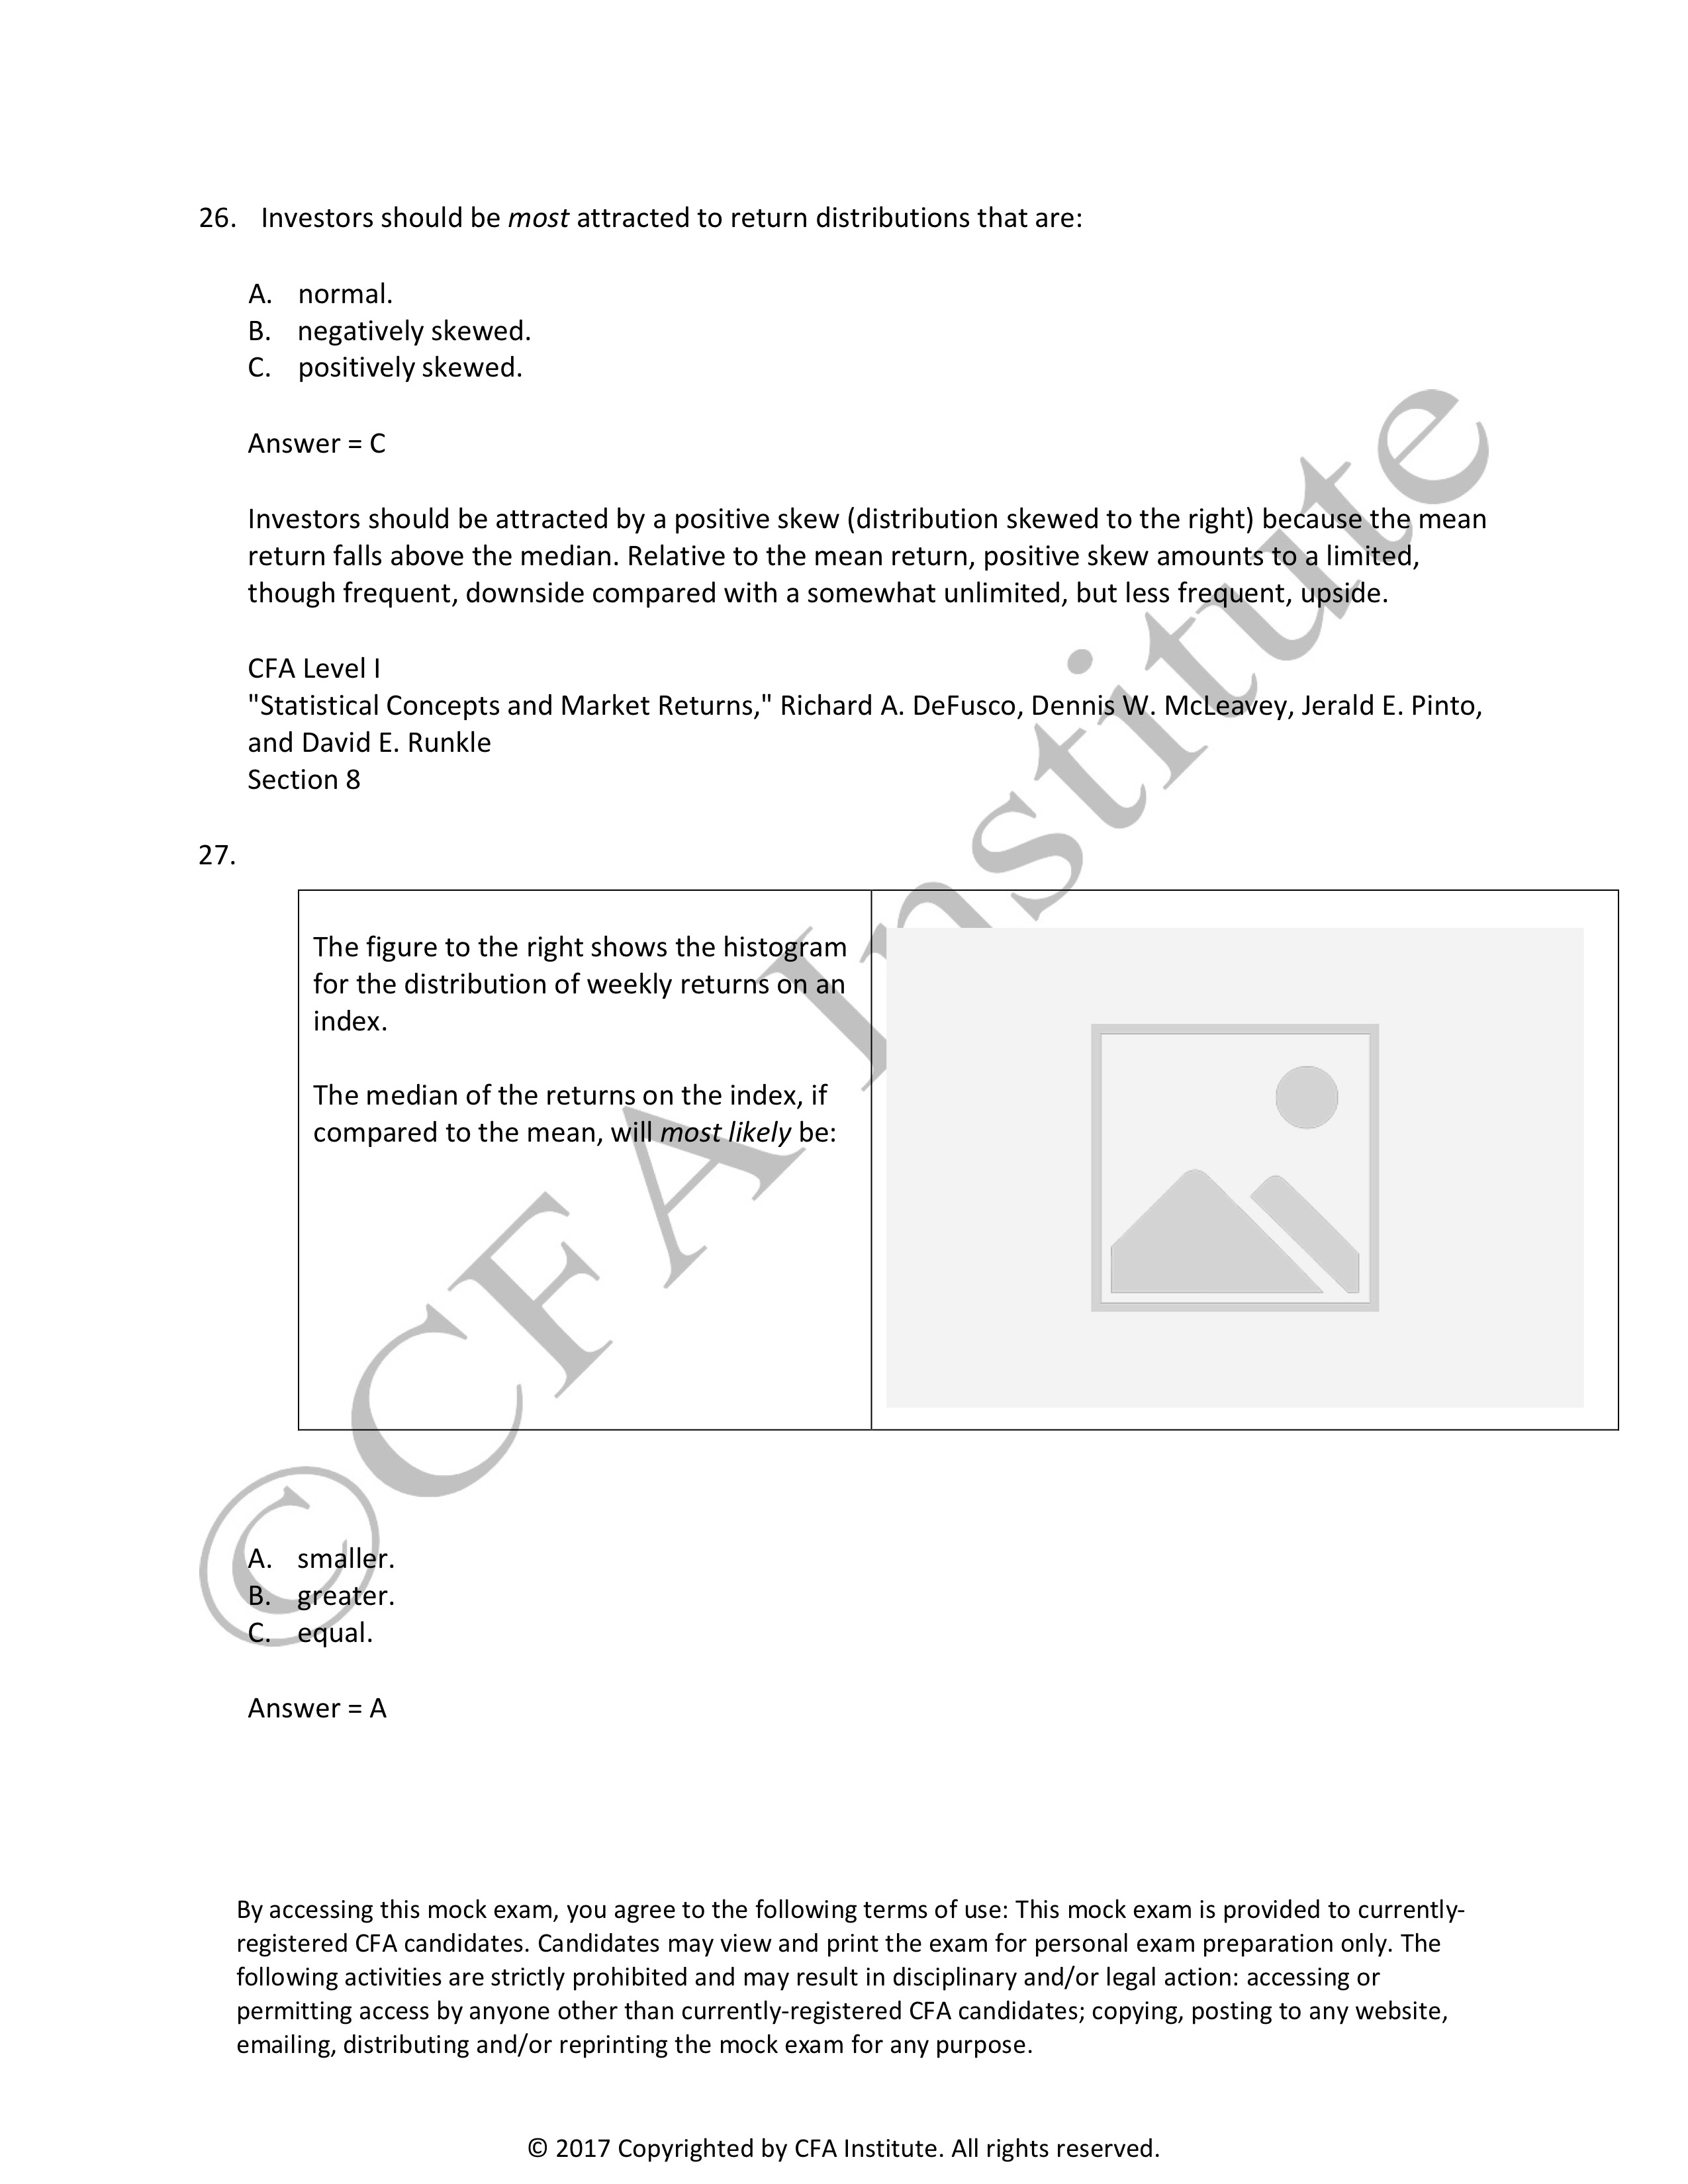 26. Investors should be most attracted to return distributions that are:
A. normal.
B. negatively skewed.
C. positively skewed.
Answer = C
Investors should be attracted by a positive skew (distribution skewed to the right) because the mean
return falls above the median. Relative to the mean return, positive skew amounts to a limited,
though frequent, downside compared with a somewhat unlimited, but less frequent, upside.
CFA Level I
"Statistical Concepts and Market Returns," Richard A. DeFusco, Dennis W. McLeavey, Jerald E. Pinto,
and David E. Runkle
Section 8
27.
The figure to the right shows the histogram
for the distribution of weekly returns on an
index.
The median of the returns on the index, if
compared to the mean, will most likely be:
A. smaller.
B. greater.
C. equal.
Answer = A
By accessing this mock exam, you agree to the following terms of use: This mock exam is provided to currently-
registered CFA candidates. Candidates may view and print the exam for personal exam preparation only. The
following activities are strictly prohibited and may result in disciplinary and/or legal action: accessing or
permitting access by anyone other than currently-registered CFA candidates; copying, posting to any website,
emailing, distributing and/or reprinting the mock exam for any purpose.
© 2017 Copyrighted by CFA Institute. All rights reserved.
© CFA Institute